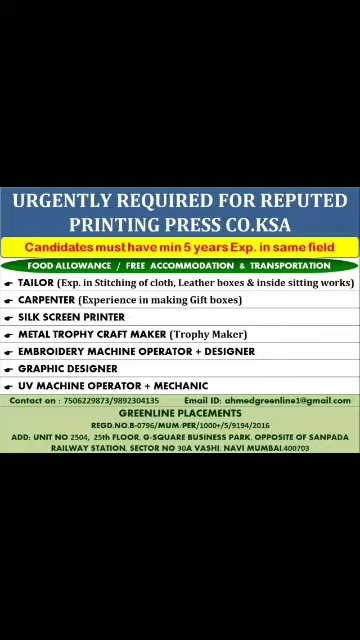 URGENTLY REQUIRED FOR REPUTED
PRINTING PRESS CO.KSA
Candidates must have min 5 years Exp. in same field
FOOD ALLOWANCE / FREE ACCOMMODATION & TRANSPORTATION
☛ TAILOR (Exp. in Stitching of cloth, Leather boxes & inside sitting works)
☛ CARPENTER (Experience in making Gift boxes)
☛ SILK SCREEN PRINTER
☛ METAL TROPHY CRAFT MAKER (Trophy Maker)
☛ EMBROIDERY MACHINE OPERATOR + DESIGNER
☛ GRAPHIC DESIGNER
☛ UV MACHINE OPERATOR + MECHANIC
Contact on : 7506229873/9892304135 Email ID: ahmedgreenline1@gmail.com
GREENLINE PLACEMENTS
REGD.NO.B-0796/MUM:PER/1000+/5/9194/2016
ADD: UNIT NO 2504, 25th FLOOR, G-SQUARE BUSINESS PARK, OPPOSITE OF SANPADA
RAILWAY STATION, SECTOR NO 30A VASHI, NAVI MUMBAI.400703